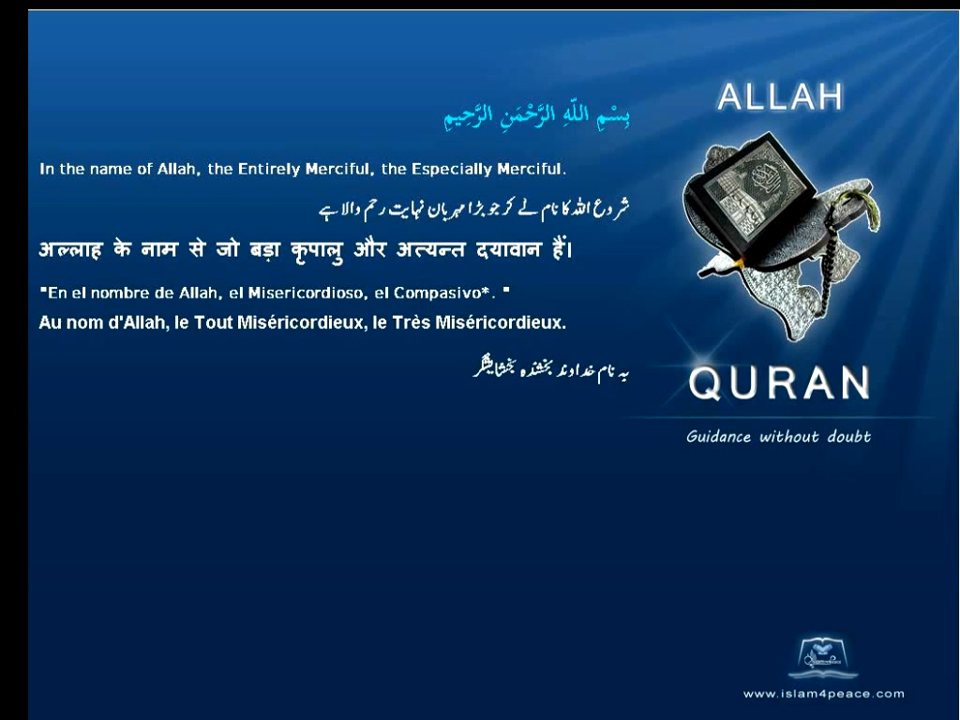 بِسْمِ اللّهِ الرَّحْمَنِ الرَّحِيمِ
In the name of Allah, the Entirely Merciful, the Especially Merciful.
شروع الله کا نام لے کر جو بڑا مہربان نہایت رحم والا ہے
अल्लाह के नाम से जो बड़ा कृपालु और अत्यन्त दयावान हैं।
"En el nombre de Allah, el Misericordioso, el Compasivo*. "
Au nom d'Allah, le Tout Miséricordieux, le Très Miséricordieux.
به نام خداوند بخشنده بخشایشگر
ALLAH
QURAN
Guidance without doubt
www.islam4peace.com